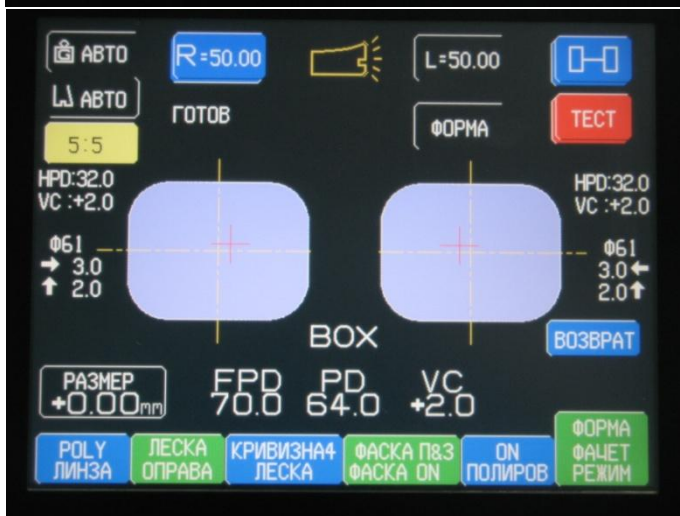 АВТО
R=50.00
L=50.00
АВТО
ГОТОВ
ФОРМА
ТЕСТ
5:5
HPD:32.0
VC :+2.0
HPD:32.0
VC :+2.0
Φ61
→ 3.0
↑ 2.0
Φ61
3.0←
2.0↑
BOX
ВОЗВРАТ
РАЗМЕР
+0.00mm
FPD
70.0
PD
64.0
VC
+2.0
POLY
ЛИНЗА
ЛЕСКА
ОПРАВА
КРИВИЗНА4
ЛЕСКА
ФАСКА П&З
ФАСКА ON
ON
ПОЛИРОВ
ФОРМА
ФАЧЕТ
РЕЖИМ